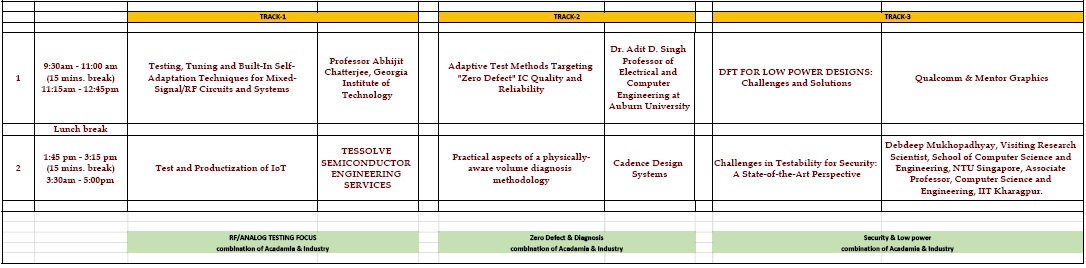 TRACK-1
TRACK-2
TRACK-3
1
9:30am - 11:00 am
(15 mins. break)
11:15am - 12:45pm
Testing, Tuning and Built-In Self-
Adaptation Techniques for Mixed-
Signal/RF Circuits and Systems
Professor Abhijit
Chatterjee, Georgia
Institute of
Technology
Adaptive Test Methods Targeting
"Zero Defect" IC Quality and
Reliability
Dr. Adit D. Singh
Professor of
Electrical and
Computer
Engineering at
Auburn University
DFT FOR LOW POWER DESIGNS:
Challenges and Solutions
Qualcomm & Mentor Graphics
Lunch break
2
1:45 pm - 3:15 pm
(15 mins. break)
3:30am - 5:00pm
Test and Productization of IoT
TESSOLVE
SEMICONDUCTOR
ENGINEERING
SERVICES
Practical aspects of a physically-
aware volume diagnosis
methodology
Cadence Design
Systems
Challenges in Testability for Security:
A State-of-the-Art Perspective
Debdeep Mukhopadhyay, Visiting Research
Scientist, School of Computer Science and
Engineering, NTU Singapore, Associate
Professor, Computer Science and
Engineering, IIT Kharagpur.
RF/ANALOG TESTING FOCUS
combination of Acadamia & Industry
Zero Defect & Diagnosis
combination of Acadamia & Industry
Security & Low power
combination of Acadamia & Industry